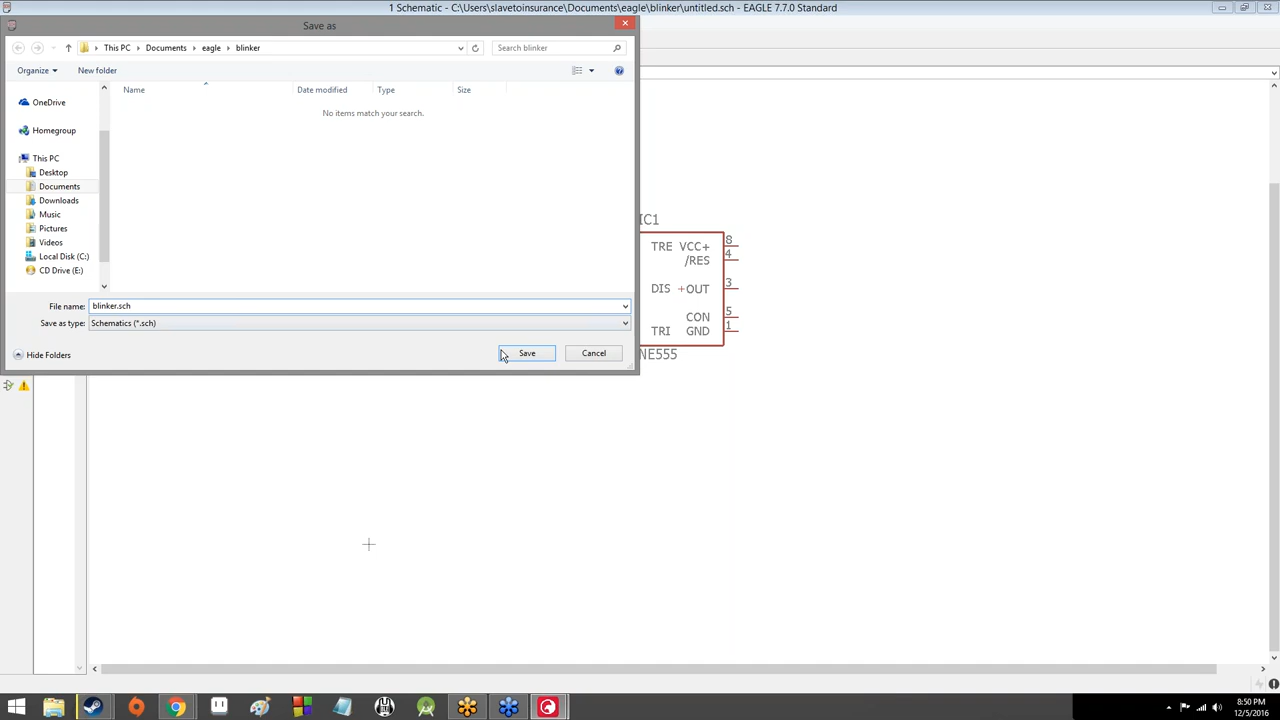 1 Schematic - C:\Users\slavetoinsurance\Documents\eagle\blinker\untitled.sch - EAGLE 7.7.0 Standard
Save as
This PC
Documents
eagle
blinker
Search blinker
Organize
New folder
Name
Date modified
Type
Size
No items match your search.
OneDrive
Homegroup
This PC
Desktop
Documents
Downloads
Music
Pictures
Videos
Local Disk (C:)
CD Drive (E:)
File name: blinker.sch
Save as type: Schematics (*.sch)
Hide Folders
Save
Cancel
IC1
TRE VCC+ 8
/RES 4
DIS +OUT 3
CON 5
TRI GND 1
NE555
8:50 PM
12/5/2016